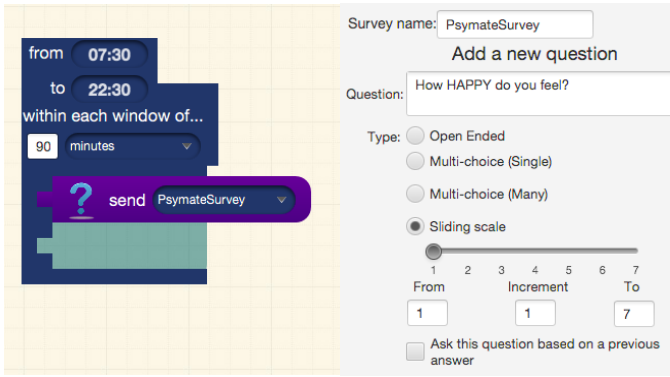 from 07:30
to 22:30
within each window of...
90 minutes
? send PsymateSurvey
Survey name: PsymateSurvey
Add a new question
Question: How HAPPY do you feel?
Type: Open Ended
Multi-choice (Single)
Multi-choice (Many)
Sliding scale
1 2 3 4 5 6 7
From Increment To
1 1 7
Ask this question based on a previous
answer